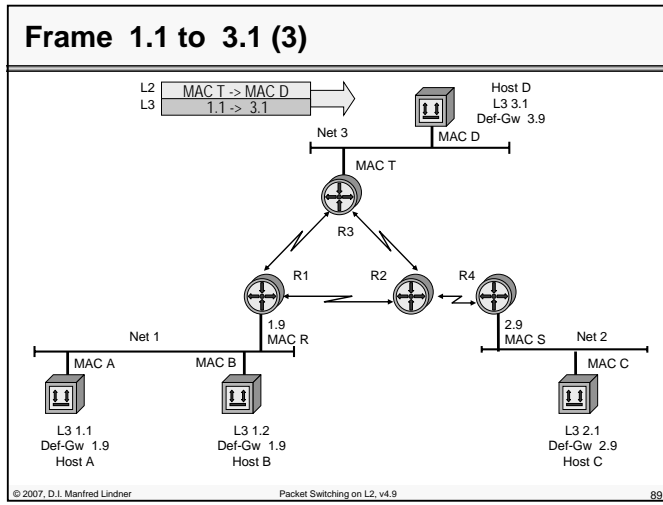 Frame 1.1 to 3.1 (3)
L2 MAC T -> MAC D
L3 1.1 -> 3.1
Host D
L3 3.1
Def-Gw 3.9
MAC D
Net 3
MAC T
R3
R1
R2
R4
1.9
MAC R
2.9
MAC S
Net 1
Net 2
MAC A
MAC B
MAC C
L3 1.1
Def-Gw 1.9
Host A
L3 1.2
Def-Gw 1.9
Host B
L3 2.1
Def-Gw 2.9
Host C
© 2007, D.I. Manfred Lindner
Packet Switching on L2, v4.9
89